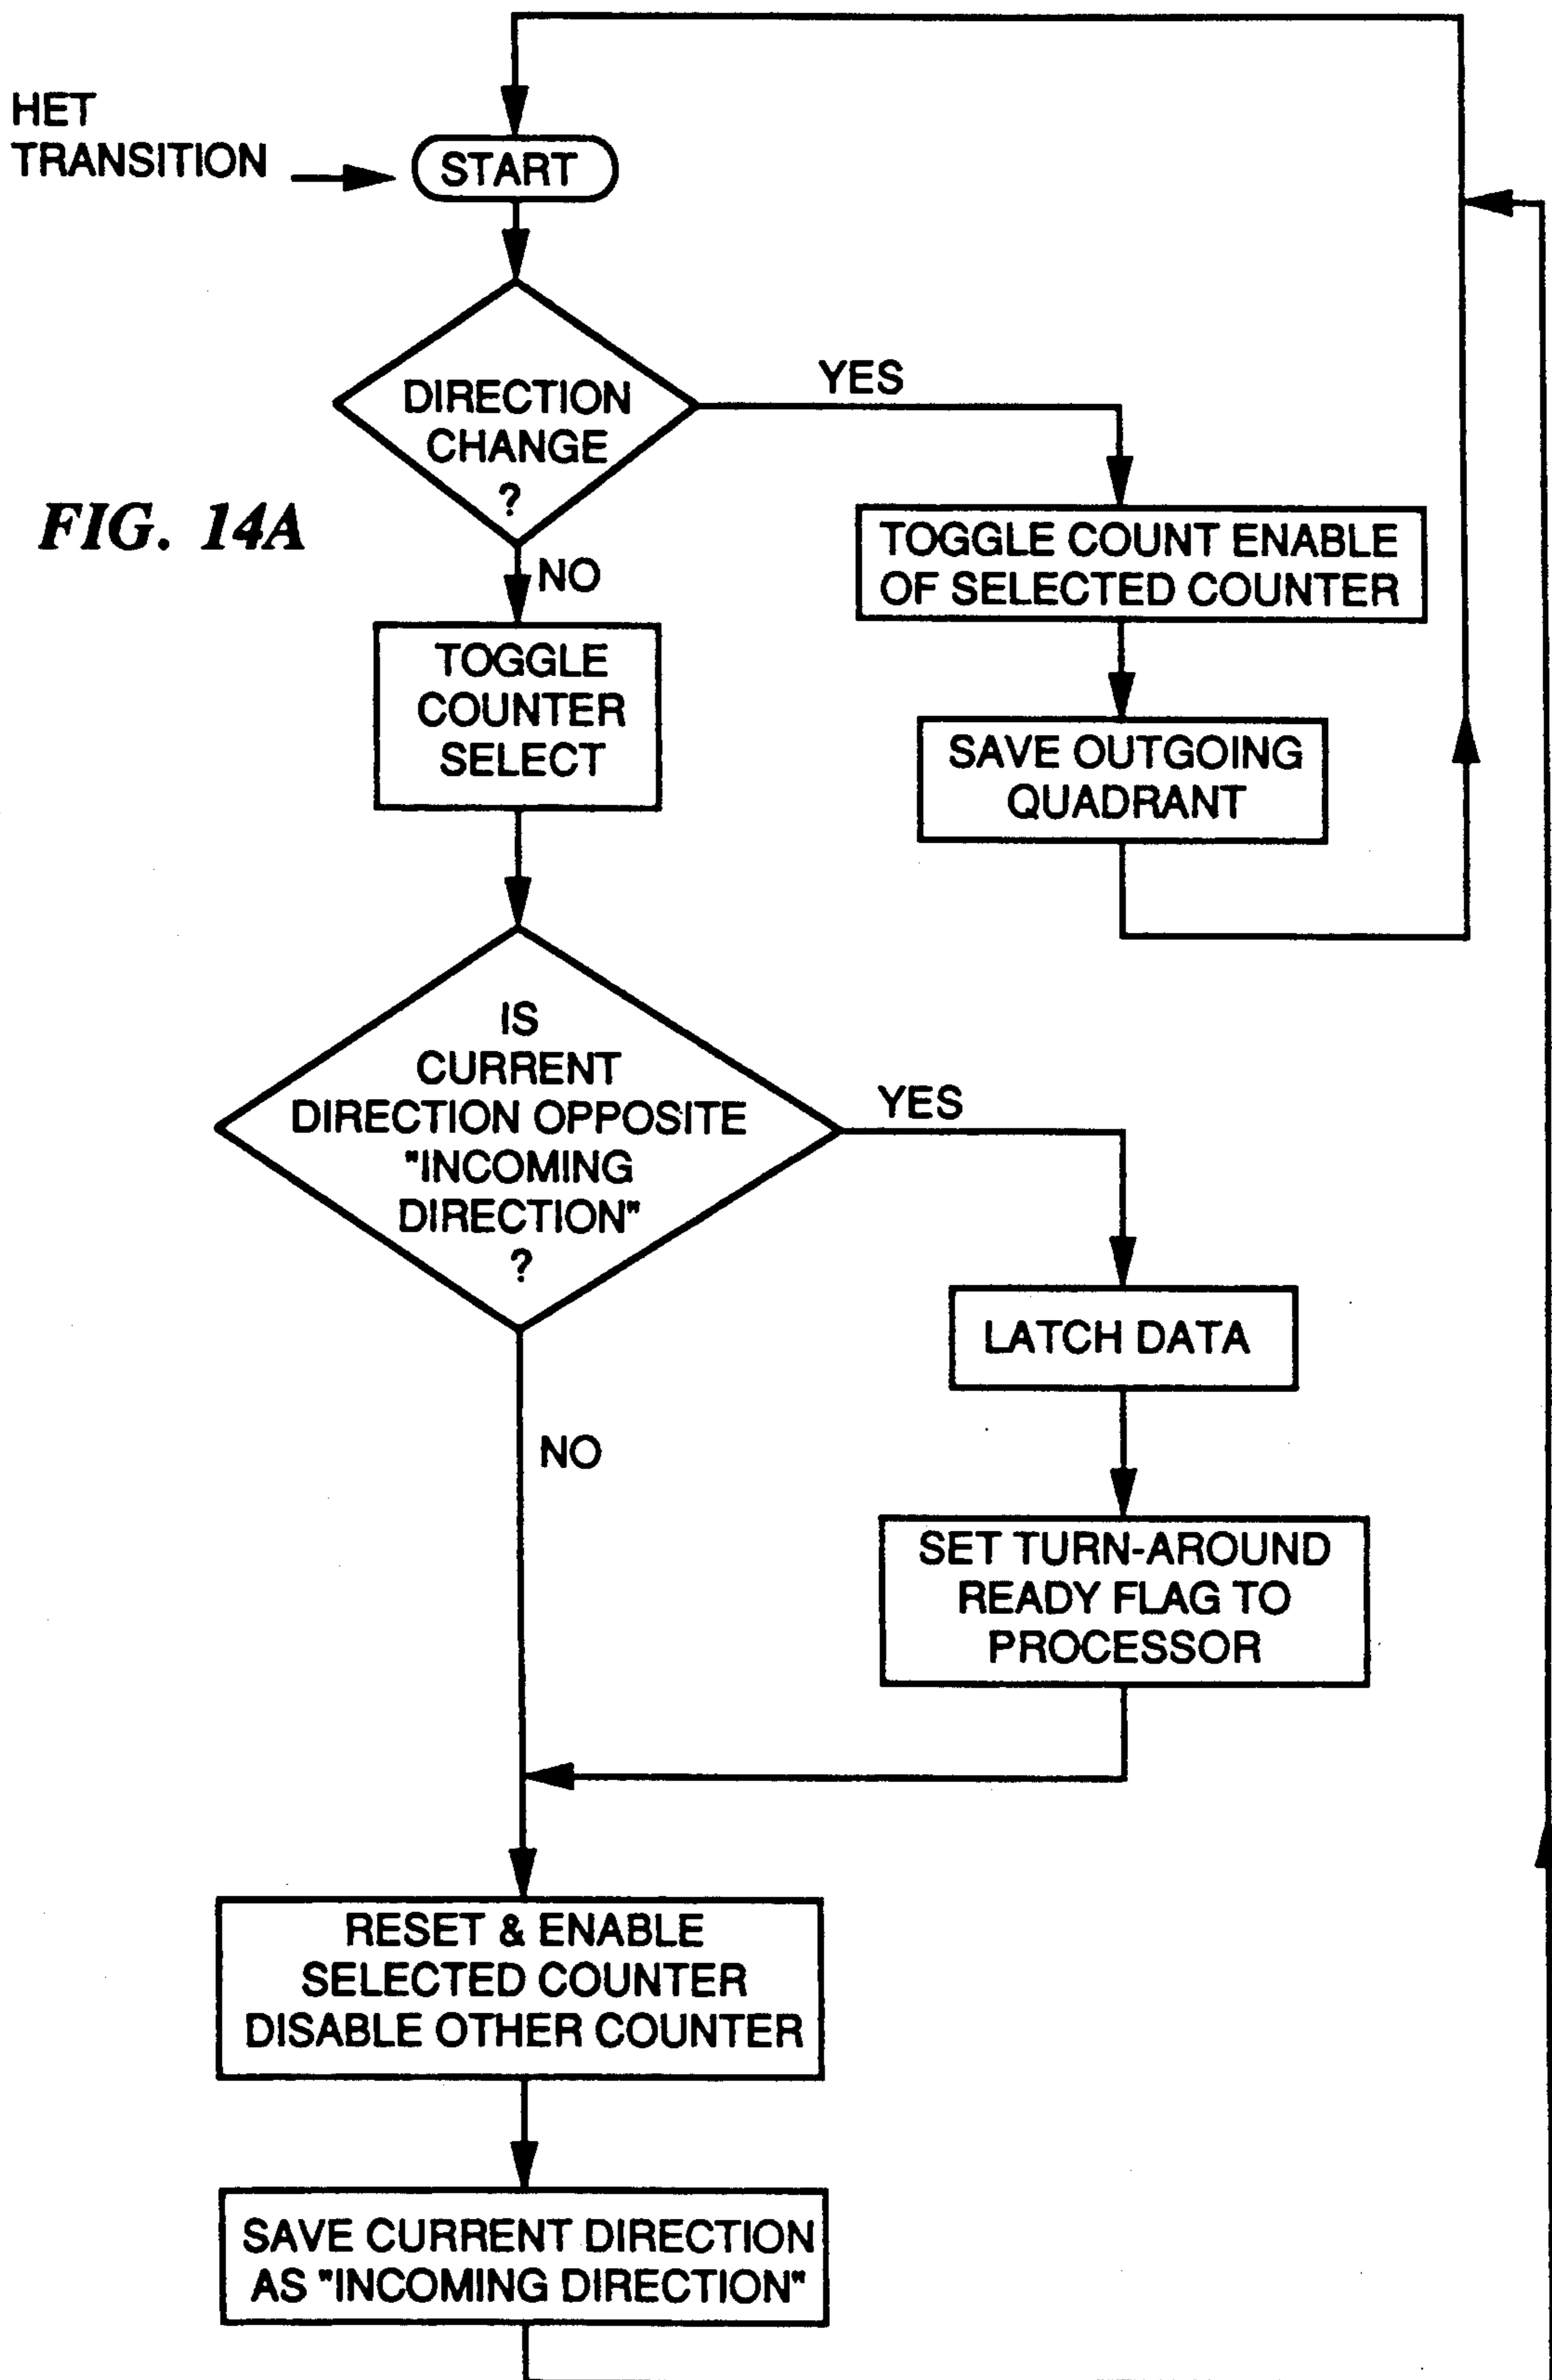 HET
TRANSITION
START
DIRECTION
CHANGE
?
YES
FIG. 14A
NO
TOGGLE COUNT ENABLE
OF SELECTED COUNTER
TOGGLE
COUNTER
SELECT
SAVE OUTGOING
QUADRANT
IS
CURRENT
DIRECTION OPPOSITE
"INCOMING
DIRECTION"
?
YES
LATCH DATA
NO
SET TURN-AROUND
READY FLAG TO
PROCESSOR
RESET & ENABLE
SELECTED COUNTER
DISABLE OTHER COUNTER
SAVE CURRENT DIRECTION
AS "INCOMING DIRECTION"